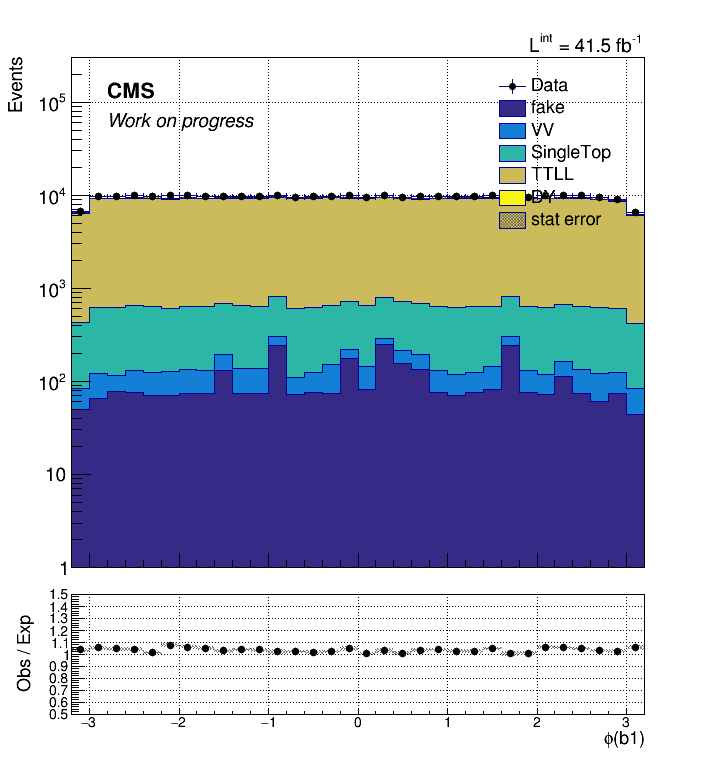 L^int = 41.5 fb^-1
Events
CMS
Work on progress
Data
fake
VV
SingleTop
TTLL
DY
stat error
10^5
10^4
10^3
10^2
10
1
Obs / Exp
1.5
1.4
1.3
1.2
1.1
1
0.9
0.8
0.7
0.6
0.5
−3 −2 −1 0 1 2 3
ϕ(b1)